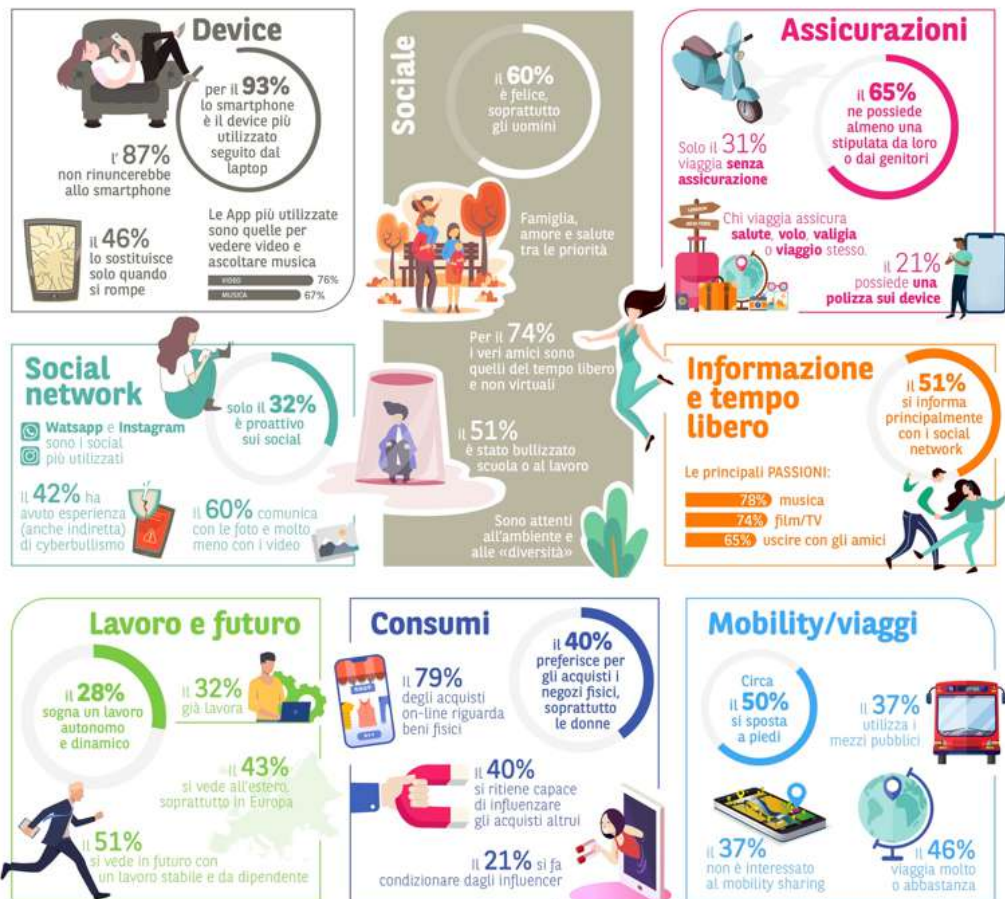 Device
per il 93%
lo smartphone
è il device più
utilizzato
seguito dal
laptop
l' 87%
non rinuncerebbe
allo smartphone
il 46%
lo sostituisce
solo quando
si rompe
Le App più utilizzate
sono quelle per
vedere video e
ascoltare musica
VIDEO 76%
MUSICA 67%
Sociale
il 60%
è felice,
soprattutto
gli uomini
Famiglia,
amore e salute
tra le priorità
Per il 74%
i veri amici sono
quelli del tempo libero
e non virtuali
il 51%
è stato bullizzato
scuola o al lavoro
Sono attenti
all'ambiente e
alle «diversità»
Assicurazioni
il 65%
ne possiede
almeno una
stipulata da loro
o dai genitori
Solo il 31%
viaggia senza
assicurazione
LONDON
NEW YORK
Chi viaggia assicura
salute, volo, valigia
o viaggio stesso.
il 21%
possiede una
polizza sui device
Social
network
Watsapp e Instagram
sono i social
più utilizzati
solo il 32%
è proattivo
sui social
Il 42% ha
avuto esperienza
(anche indiretta)
di cyberbullismo
il 60% comunica
con le foto e molto
meno con i video
Informazione
e tempo
libero
il 51%
si informa
principalmente
con i social
network
Le principali PASSIONI:
78% musica
74% film/TV
65% uscire con gli amici
Lavoro e futuro
il 28%
sogna un lavoro
autonomo
e dinamico
il 32%
già lavora
il 43%
si vede all'estero,
soprattutto in Europa
il 51%
si vede in futuro con
un lavoro stabile e da dipendente
Consumi
SHOP
BUY
Il 79%
degli acquisti
on-line riguarda
beni fisici
il 40%
preferisce per
gli acquisti i
negozi fisici,
soprattutto
le donne
il 40%
si ritiene capace
di influenzare
gli acquisti altrui
Il 21% si fa
condizionare dagli influencer
Mobility/viaggi
Circa
il 50%
si sposta
a piedi
Il 37%
utilizza i
mezzi pubblici
il 37%
non è interessato
al mobility sharing
il 46%
viaggia molto
o abbastanza